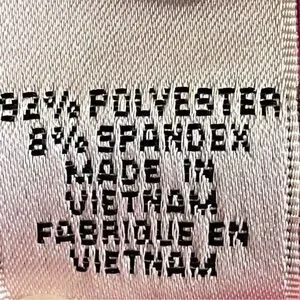 92% POLYESTER
8% SPANDEX
MADE IN
VIETNAM
FABRIQUE EN
VIETNAM